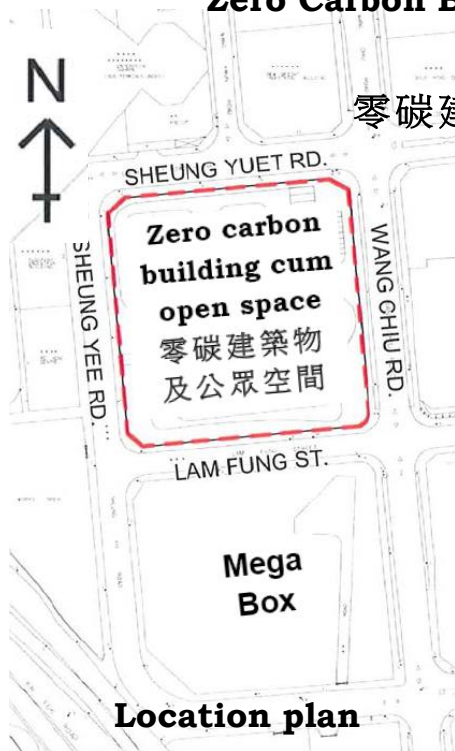 Zero Carbon B
N
零碳建
SHEUNG YUET RD.
Zero carbon
building cum
open space
零碳建築物
及公眾空間
SHEUNG YEE RD.
WANG CHIU RD.
LAM FUNG ST.
Mega
Box
Location plan